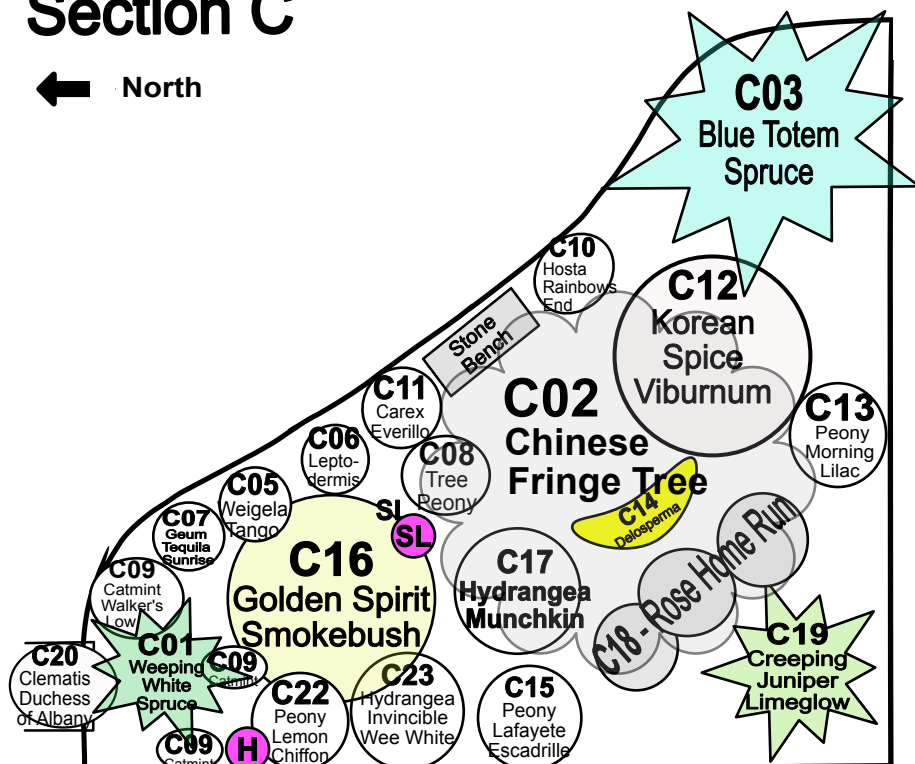 Section C
North
C03
Blue Totem
Spruce
C10
Hosta
Rainbows
End
C12
Korean
Spice
Viburnum
Stone
Bench
C11
Carex
Everillo
C02
Chinese
Fringe Tree
C13
Peony
Morning
Lilac
C06
Lepto-
dermis
C08
Tree
Peony
C14
Delosperma
C05
Weigela
Tango
SL
SL
C07
Geum
Tequila
Sunrise
C16
Golden Spirit
Smokebush
C17
Hydrangea
Munchkin
C18 - Rose Home Run
C09
Catmint
Walker's
Low
C01
Weeping
White
Spruce
C19
Creeping
Juniper
Limeglow
C20
Clematis
Duchess
of Albany
C09
Catmint
C22
Peony
Lemon
Chiffon
C23
Hydrangea
Invincible
Wee White
C15
Peony
Lafayete
Escadrille
C09
Catmint
H